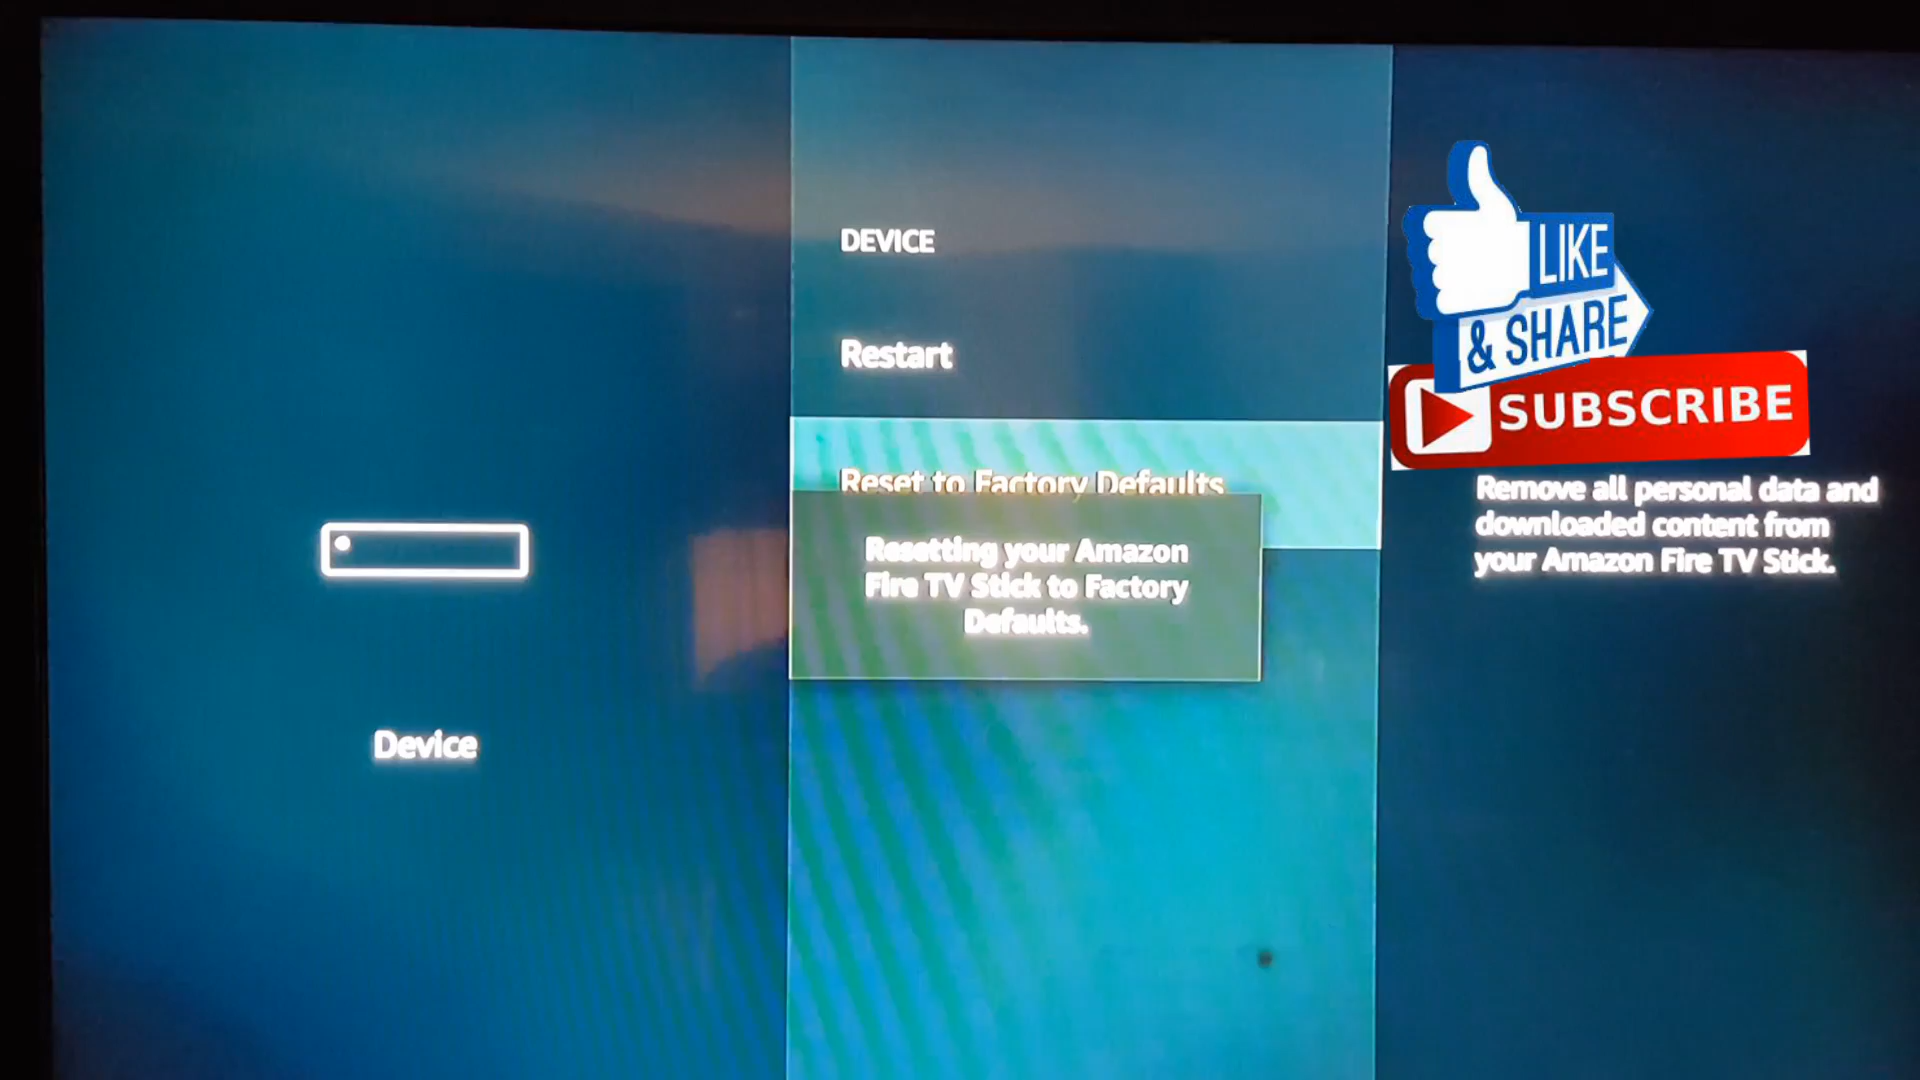 DEVICE
Restart
Reset to Factory Defaults
Resetting your Amazon
Fire TV Stick to Factory
Defaults.
Device
LIKE
& SHARE
SUBSCRIBE
Remove all personal data and
downloaded content from
your Amazon Fire TV Stick.